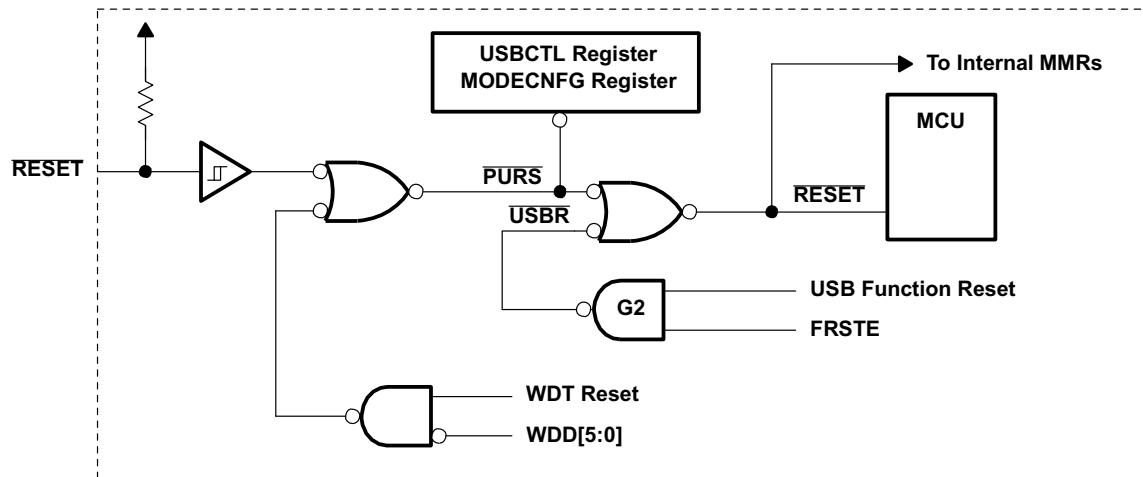 USBCTL Register
MODECNFG Register
To Internal MMRs
MCU
RESET
PURS
RESET
USBR
G2
USB Function Reset
FRSTE
WDT Reset
WDD[5:0]